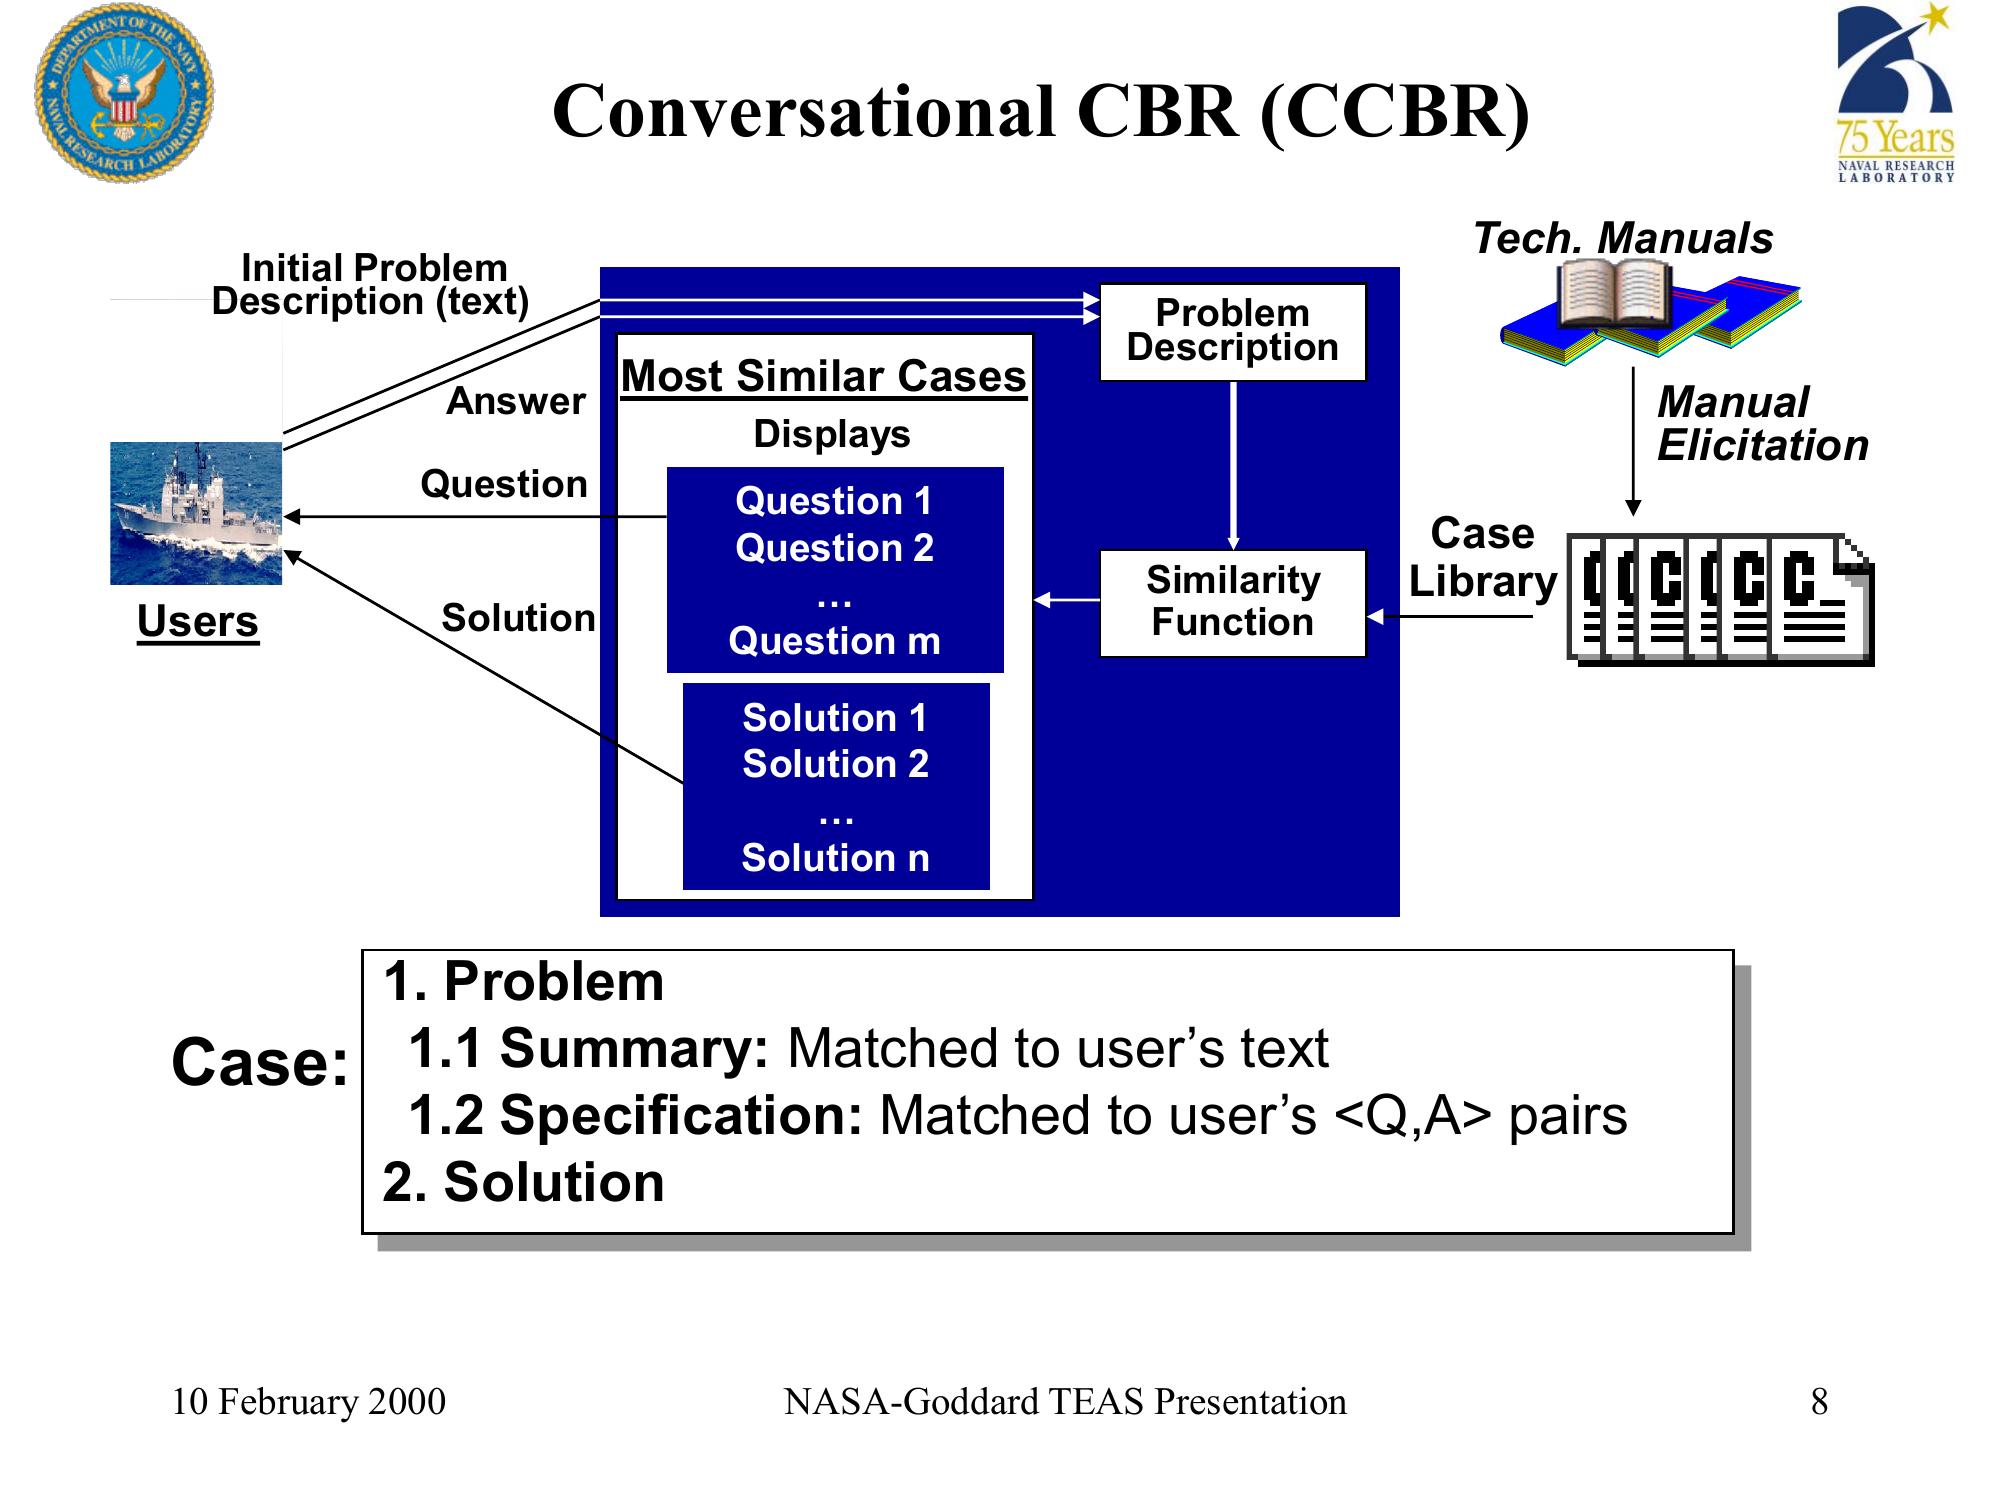 DEPARTMENT OF THE NAVY
NAVAL RESEARCH LABORATORY
Conversational CBR (CCBR)
75 Years
NAVAL RESEARCH
LABORATORY
Initial Problem
Description (text)
Answer
Question
Solution
Users
Most Similar Cases
Displays
Question 1
Question 2
…
Question m
Solution 1
Solution 2
…
Solution n
Problem
Description
Similarity
Function
Tech. Manuals
Manual
Elicitation
Case
Library
C C C C C C
Case:
1. Problem
1.1 Summary: Matched to user’s text
1.2 Specification: Matched to user’s <Q,A> pairs
2. Solution
10 February 2000
NASA-Goddard TEAS Presentation
8